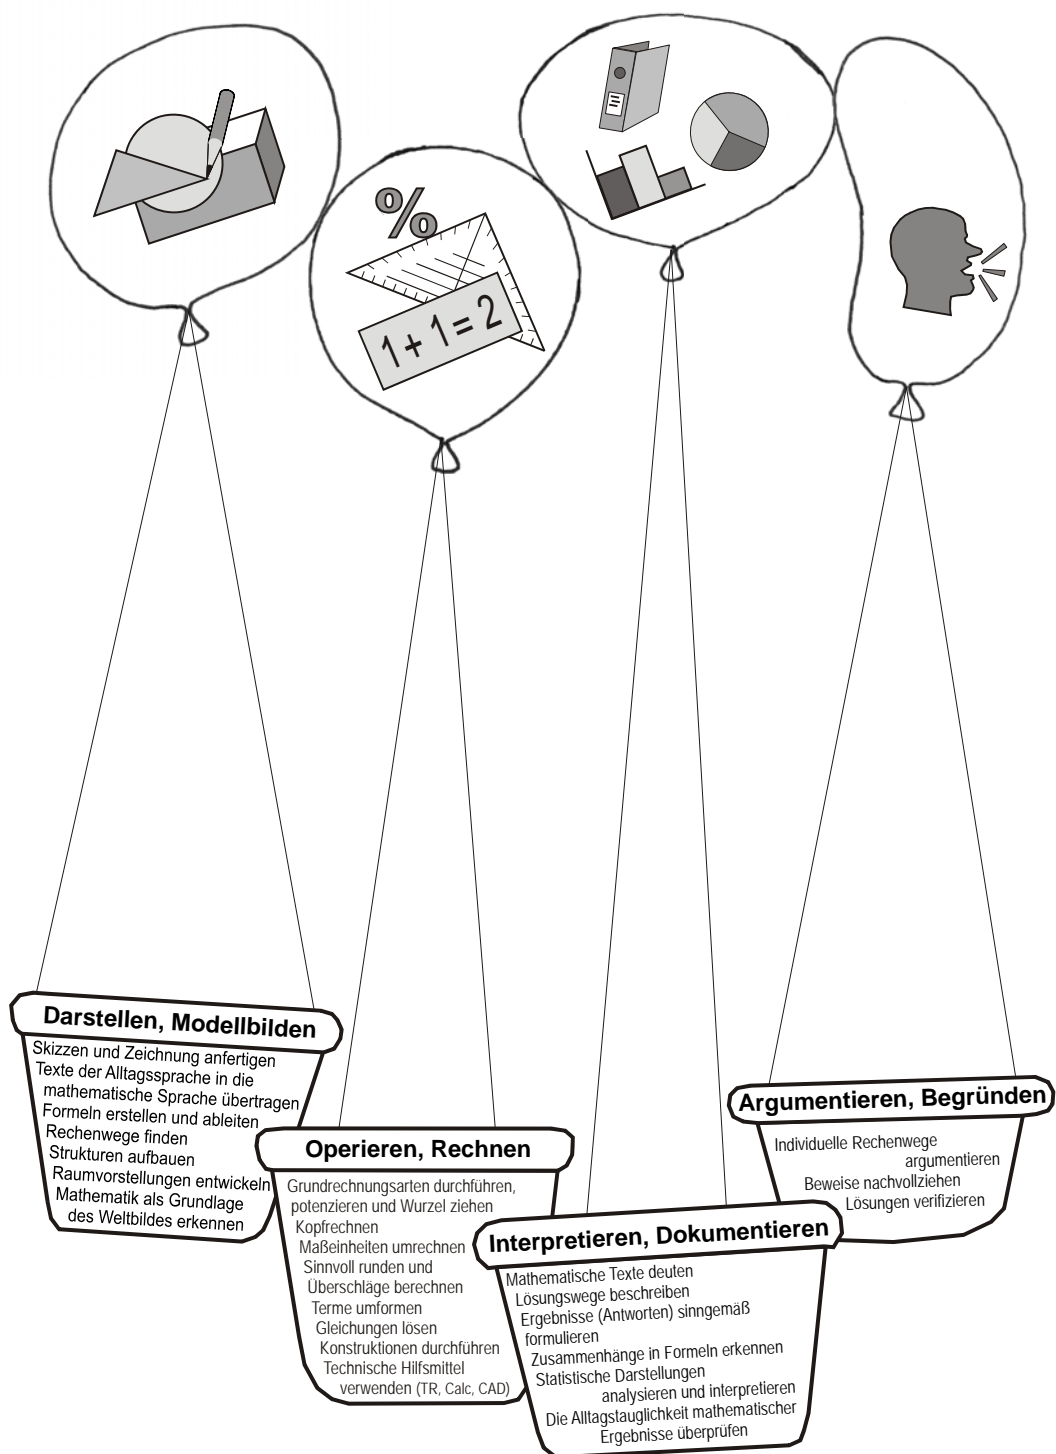 %
1 + 1 = 2
Darstellen, Modellbilden
Skizzen und Zeichnung anfertigen
Texte der Alltagssprache in die
mathematische Sprache übertragen
Formeln erstellen und ableiten
Rechenwege finden
Strukturen aufbauen
Raumvorstellungen entwickeln
Mathematik als Grundlage
des Weltbildes erkennen
Operieren, Rechnen
Grundrechnungsarten durchführen,
potenzieren und Wurzel ziehen
Kopfrechnen
Maßeinheiten umrechnen
Sinnvoll runden und
Überschläge berechnen
Terme umformen
Gleichungen lösen
Konstruktionen durchführen
Technische Hilfsmittel
verwenden (TR, Calc, CAD)
Interpretieren, Dokumentieren
Mathematische Texte deuten
Lösungswege beschreiben
Ergebnisse (Antworten) sinngemäß
formulieren
Zusammenhänge in Formeln erkennen
Statistische Darstellungen
analysieren und interpretieren
Die Alltagstauglichkeit mathematischer
Ergebnisse überprüfen
Argumentieren, Begründen
Individuelle Rechenwege
argumentieren
Beweise nachvollziehen
Lösungen verifizieren